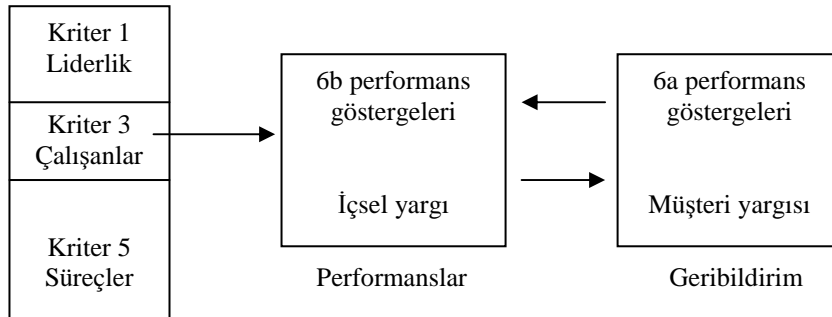 Kriter 1
Liderlik
Kriter 3
Çalışanlar
Kriter 5
Süreçler
6b performans
göstergeleri
İçsel yargı
Performanslar
6a performans
göstergeleri
Müşteri yargısı
Geribildirim